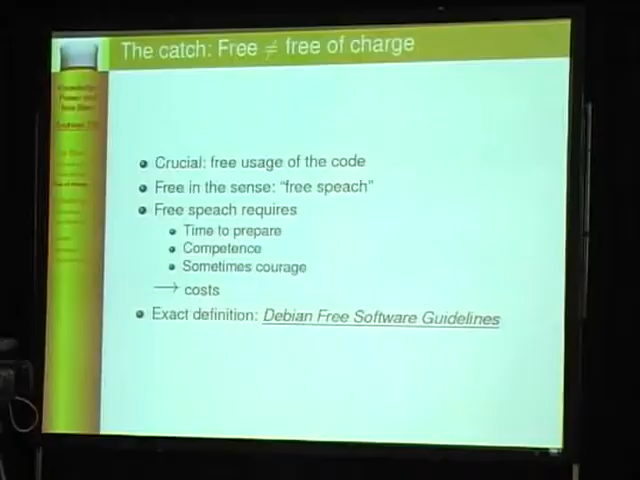 The catch: Free ≠ free of charge
Crucial: free usage of the code
Free in the sense: "free speach"
Free speach requires
Time to prepare
Competence
Sometimes courage
→ costs
Exact definition: Debian Free Software Guidelines